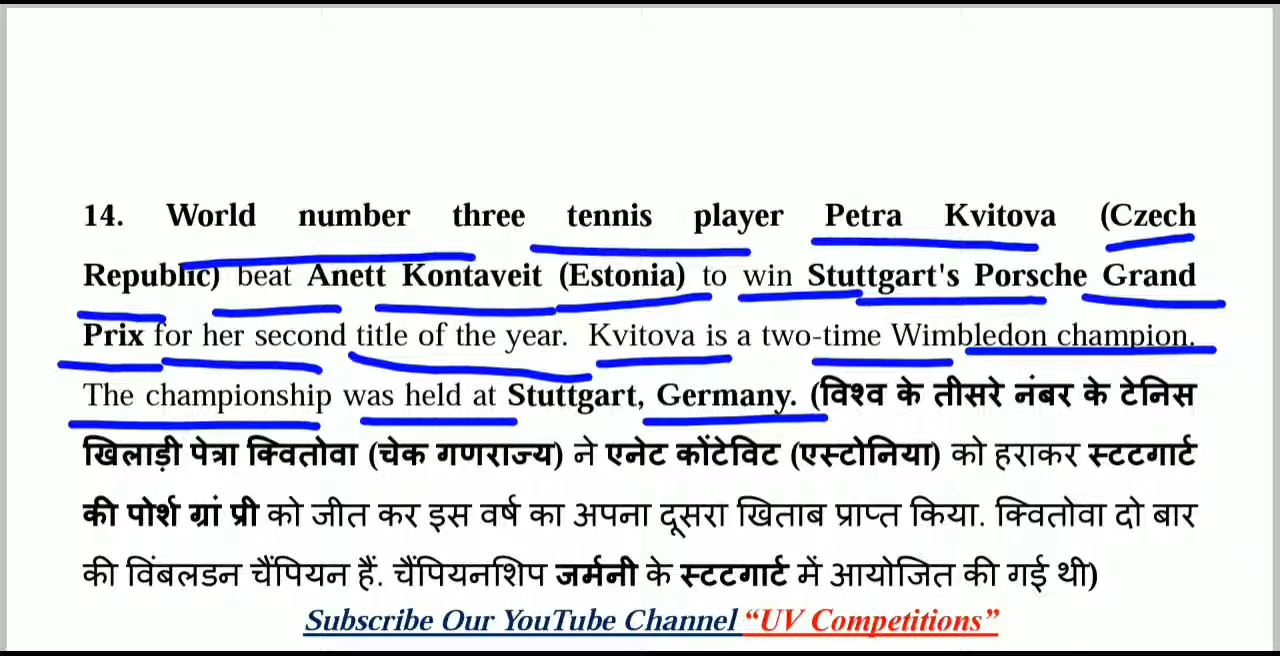 14. World number three tennis player Petra Kvitova (Czech
Republic) beat Anett Kontaveit (Estonia) to win Stuttgart's Porsche Grand
Prix for her second title of the year. Kvitova is a two-time Wimbledon champion.
The championship was held at Stuttgart, Germany. (विश्व के तीसरे नंबर के टेनिस
खिलाड़ी पेत्रा क्वितोवा (चेक गणराज्य) ने एनेट कोंटेविट (एस्टोनिया) को हराकर स्टटगार्ट
की पोर्श ग्रां प्री को जीत कर इस वर्ष का अपना दूसरा खिताब प्राप्त किया. क्वितोवा दो बार
की विंबलडन चैंपियन हैं. चैंपियनशिप जर्मनी के स्टटगार्ट में आयोजित की गई थी)
Subscribe Our YouTube Channel “UV Competitions”